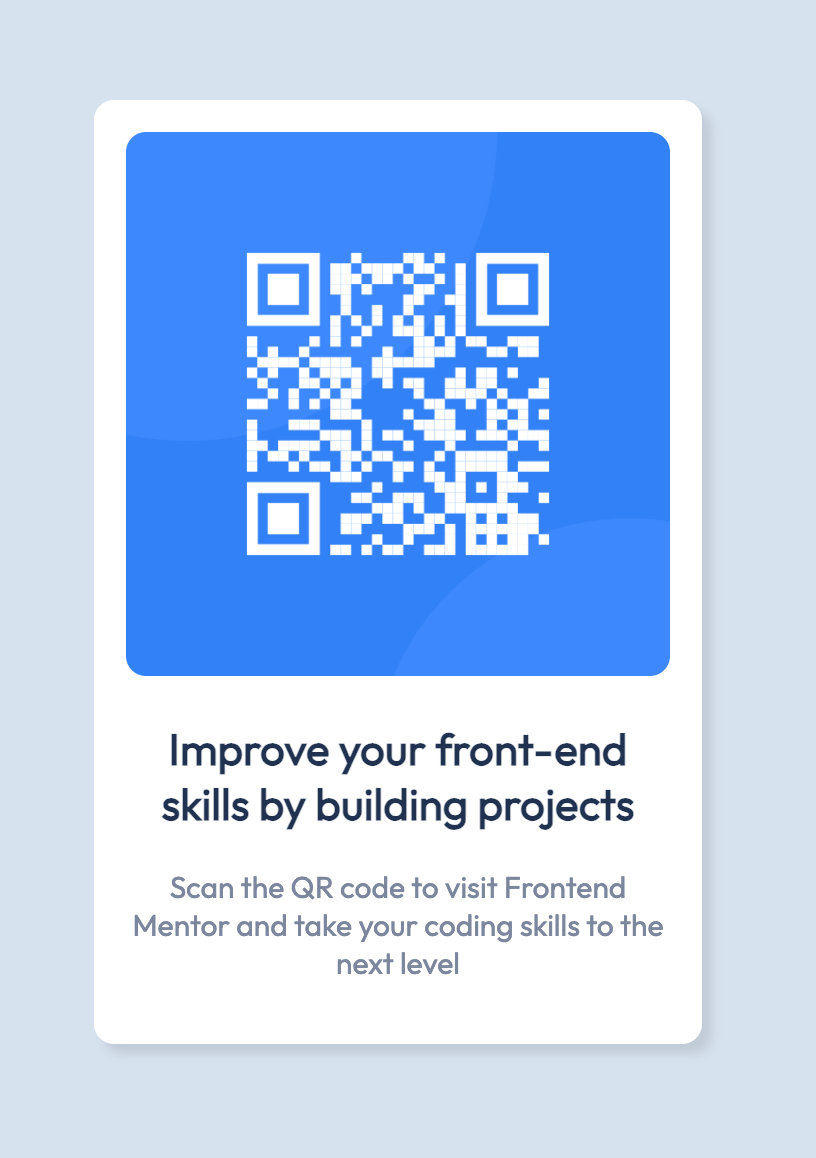 Improve your front-end
skills by building projects
Scan the QR code to visit Frontend
Mentor and take your coding skills to the
next level